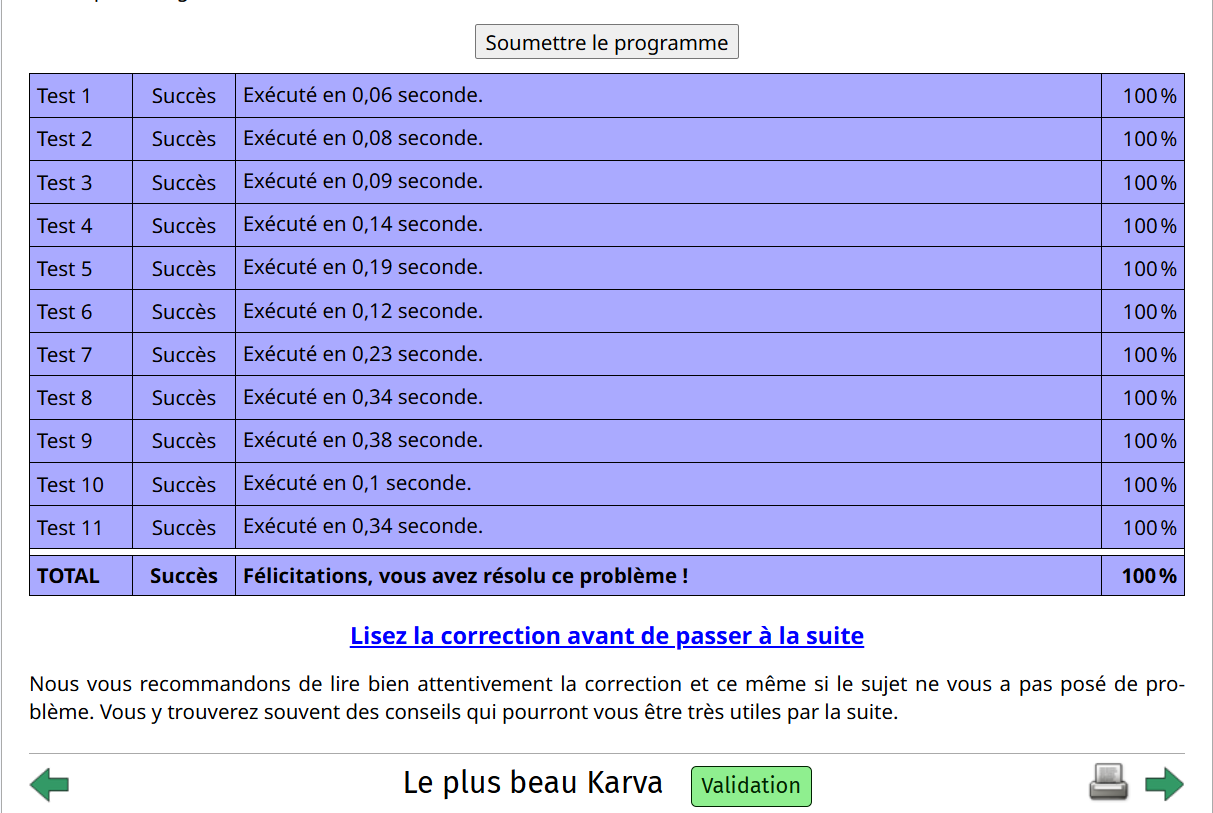 Soumettre le programme
Test 1 Succès Exécuté en 0,06 seconde. 100 %
Test 2 Succès Exécuté en 0,08 seconde. 100 %
Test 3 Succès Exécuté en 0,09 seconde. 100 %
Test 4 Succès Exécuté en 0,14 seconde. 100 %
Test 5 Succès Exécuté en 0,19 seconde. 100 %
Test 6 Succès Exécuté en 0,12 seconde. 100 %
Test 7 Succès Exécuté en 0,23 seconde. 100 %
Test 8 Succès Exécuté en 0,34 seconde. 100 %
Test 9 Succès Exécuté en 0,38 seconde. 100 %
Test 10 Succès Exécuté en 0,1 seconde. 100 %
Test 11 Succès Exécuté en 0,34 seconde. 100 %
TOTAL Succès Félicitations, vous avez résolu ce problème ! 100 %
Lisez la correction avant de passer à la suite
Nous vous recommandons de lire bien attentivement la correction et ce même si le sujet ne vous a pas posé de pro-
blème. Vous y trouverez souvent des conseils qui pourront vous être très utiles par la suite.
Le plus beau Karva Validation